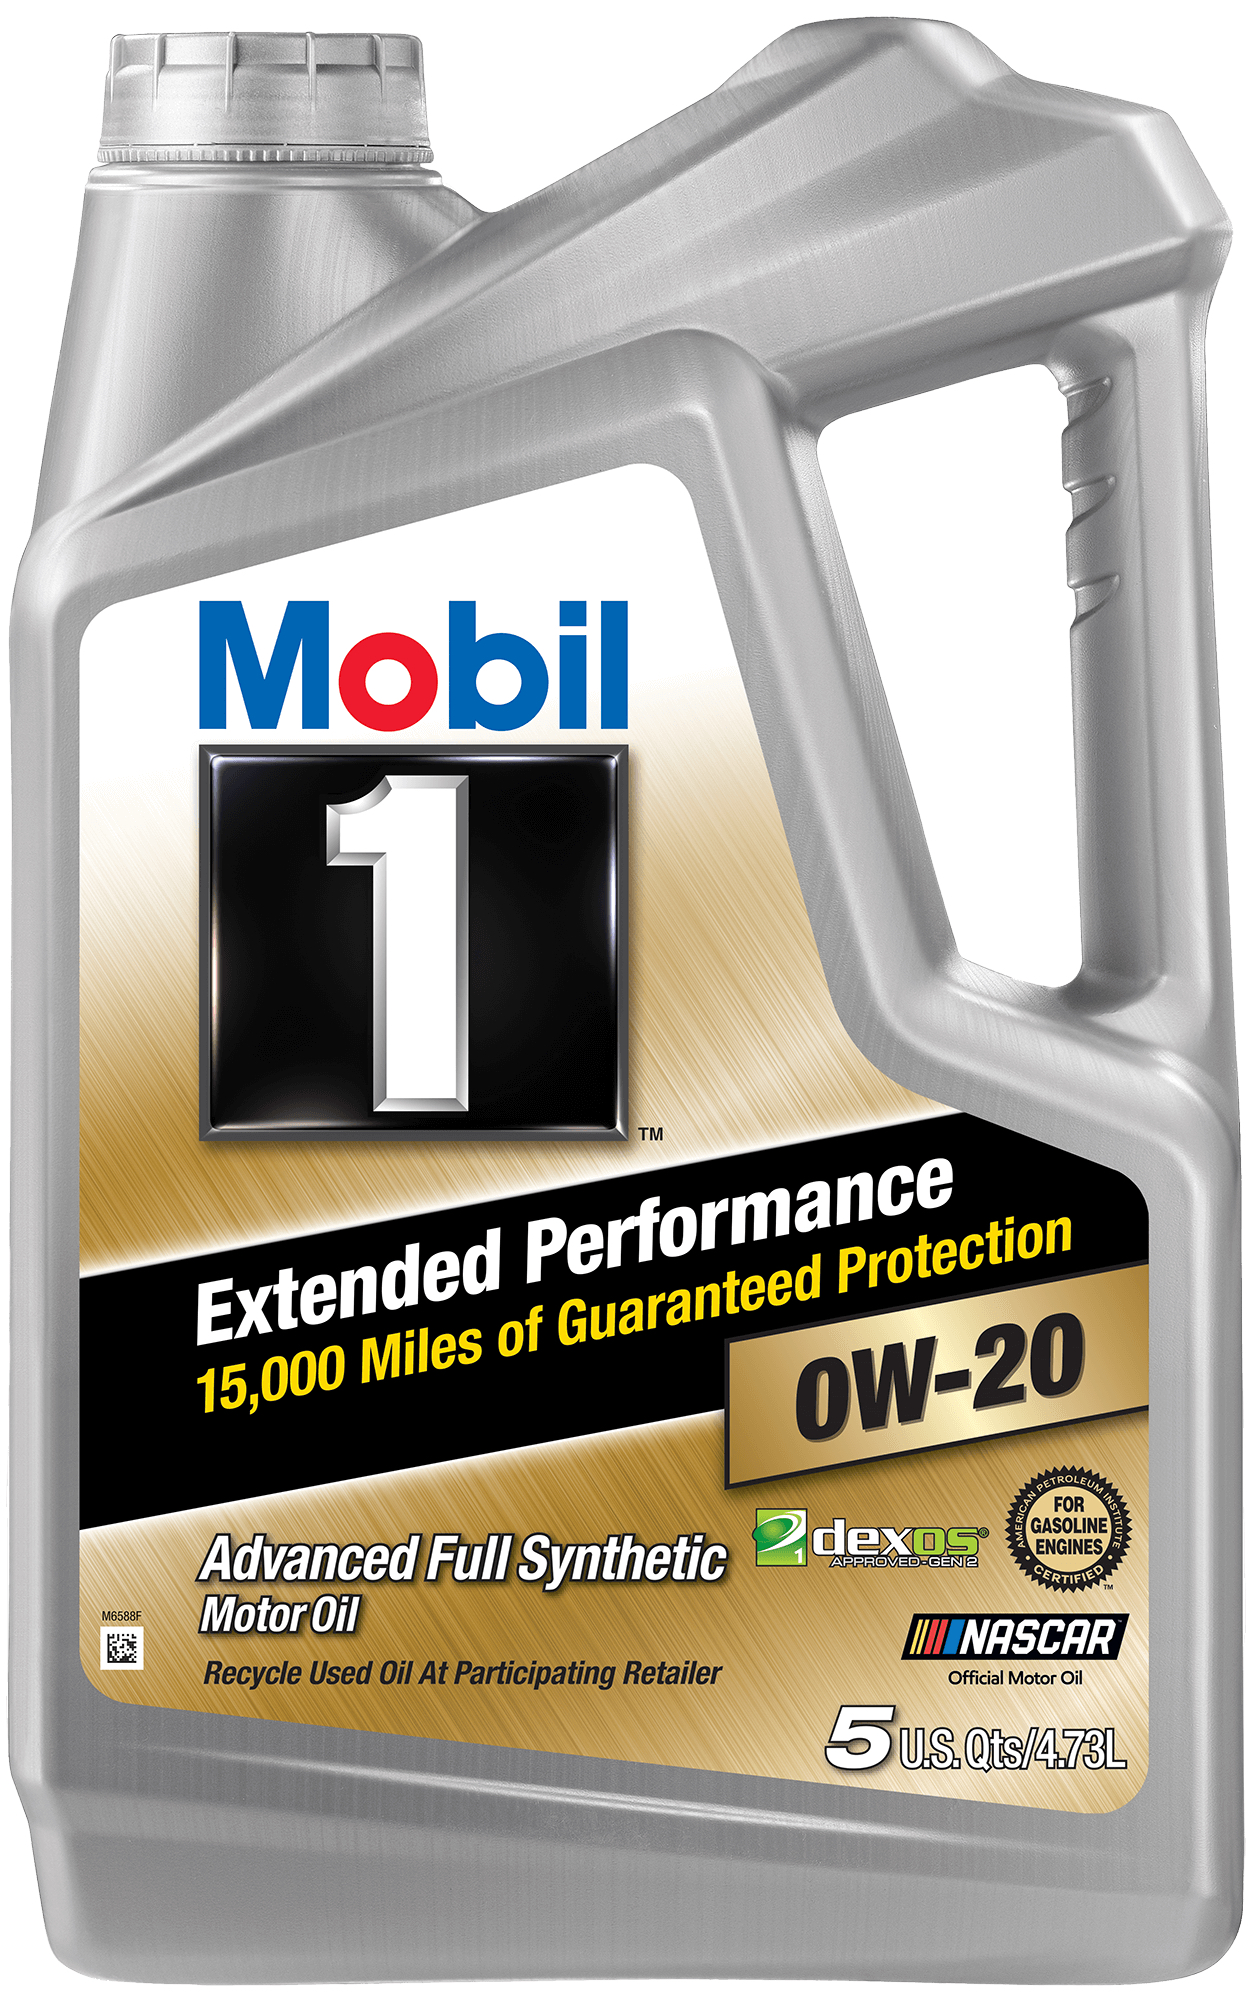 Mobil
1
TM
Extended Performance
15,000 Miles of Guaranteed Protection
0W-20
Advanced Full Synthetic
Motor Oil
Recycle Used Oil At Participating Retailer
M6588F
1
dexos®
APPROVED-GEN 2
AMERICAN PETROLEUM INSTITUTE
FOR
GASOLINE
ENGINES
CERTIFIED
TM
NASCAR
Official Motor Oil
5 U.S. Qts/4.73L